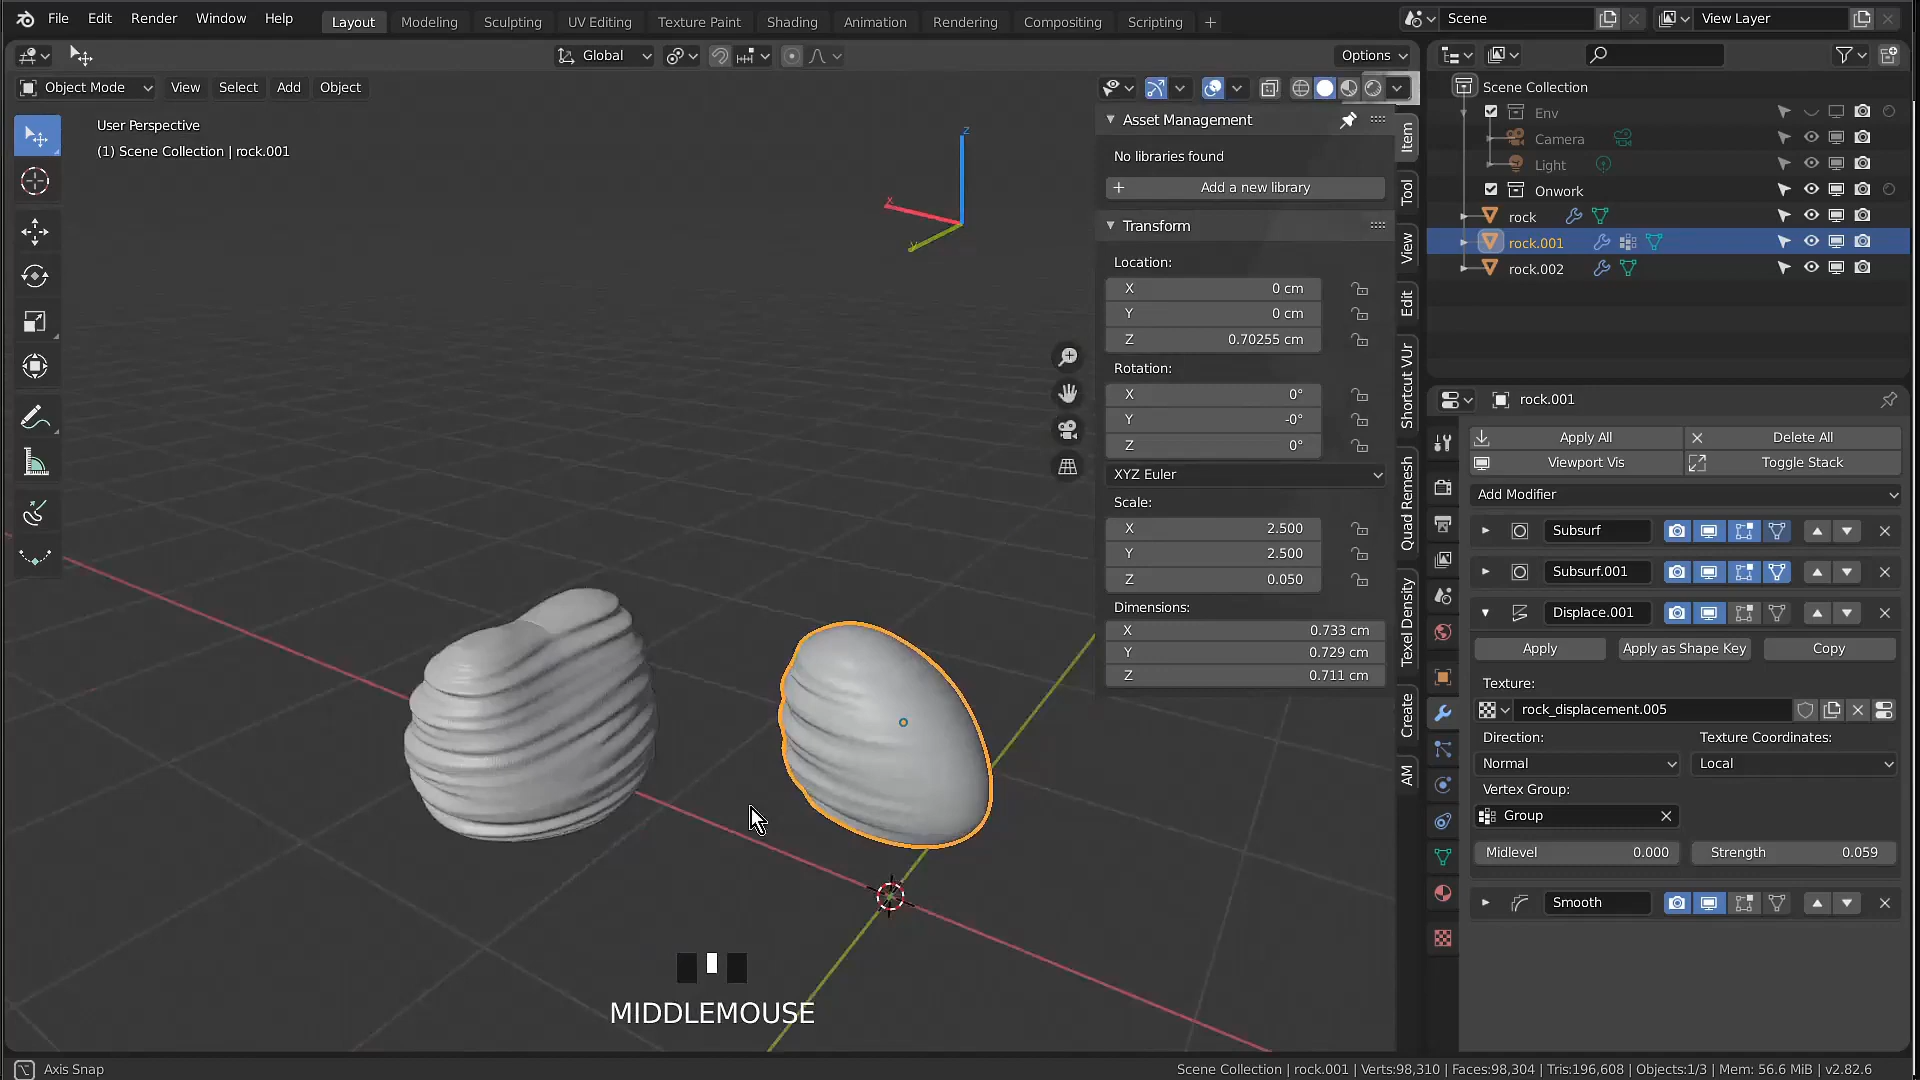 File Edit Render Window Help Layout Modeling Sculpting UV Editing Texture Paint Shading Animation Rendering Compositing Scripting + Scene View Layer
Global Options
Object Mode View Select Add Object
User Perspective
(1) Scene Collection | rock.001
Z
X
Y
Asset Management
No libraries found
+ Add a new library
Transform
Location:
X 0 cm
Y 0 cm
Z 0.70255 cm
Rotation:
X 0°
Y -0°
Z 0°
XYZ Euler
Scale:
X 2.500
Y 2.500
Z 0.050
Dimensions:
X 0.733 cm
Y 0.729 cm
Z 0.711 cm
Item
Tool
View
Edit
Shortcut VUr
Quad Remesh
Texel Density
Create
AM
Scene Collection
Env
Camera
Light
Onwork
rock
rock.001
rock.002
rock.001
Apply All Delete All
Viewport Vis Toggle Stack
Add Modifier
Subsurf
Subsurf.001
Displace.001
Apply Apply as Shape Key Copy
Texture:
rock_displacement.005
Direction: Texture Coordinates:
Normal Local
Vertex Group:
Group
Midlevel 0.000 Strength 0.059
Smooth
MIDDLEMOUSE
Axis Snap
Scene Collection | rock.001 | Verts:98,310 | Faces:98,304 | Tris:196,608 | Objects:1/3 | Mem: 56.6 MiB | v2.82.6